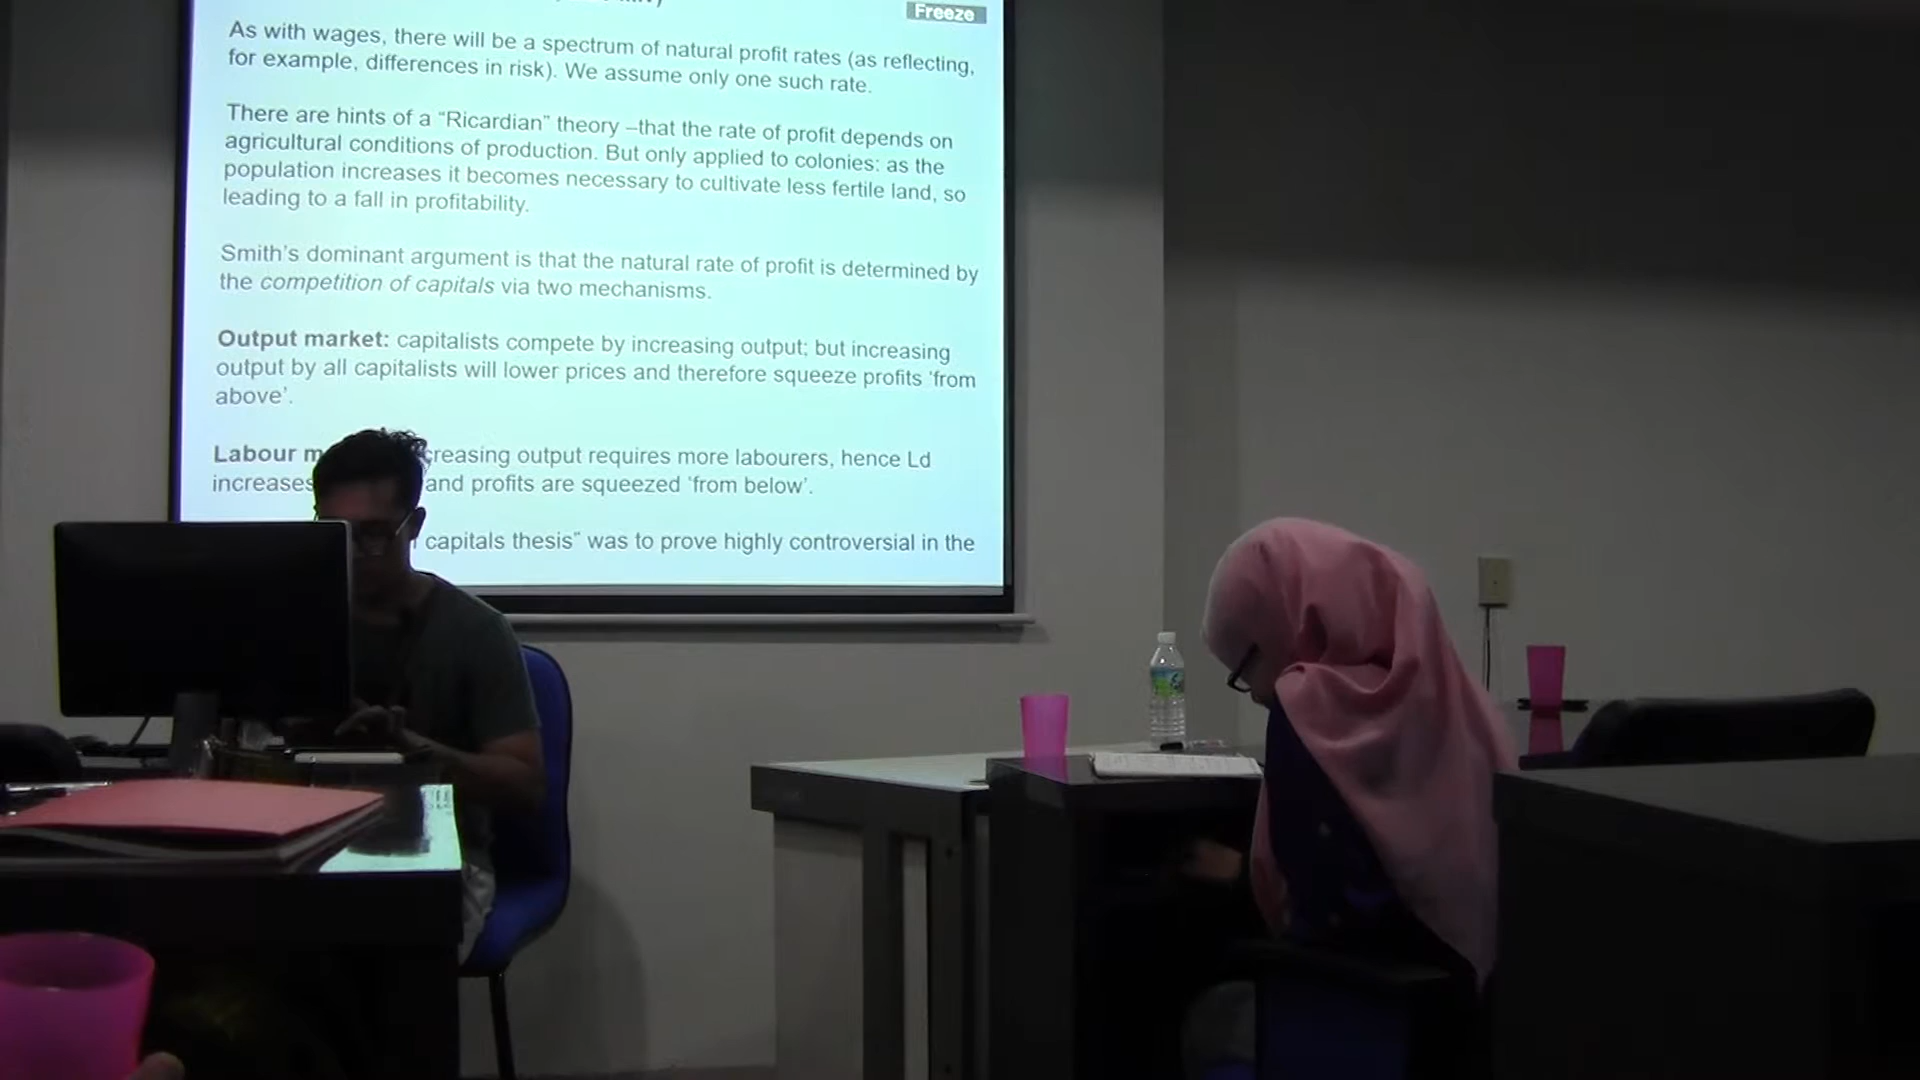 Freeze
As with wages, there will be a spectrum of natural profit rates (as reflecting,
for example, differences in risk). We assume only one such rate.
There are hints of a “Ricardian” theory –that the rate of profit depends on
agricultural conditions of production. But only applied to colonies: as the
population increases it becomes necessary to cultivate less fertile land, so
leading to a fall in profitability.
Smith’s dominant argument is that the natural rate of profit is determined by
the competition of capitals via two mechanisms.
Output market: capitalists compete by increasing output; but increasing
output by all capitalists will lower prices and therefore squeeze profits ‘from
above’.
Labour creasing output requires more labourers, hence Ld
increases and profits are squeezed ‘from below’.
capitals thesis” was to prove highly controversial in the